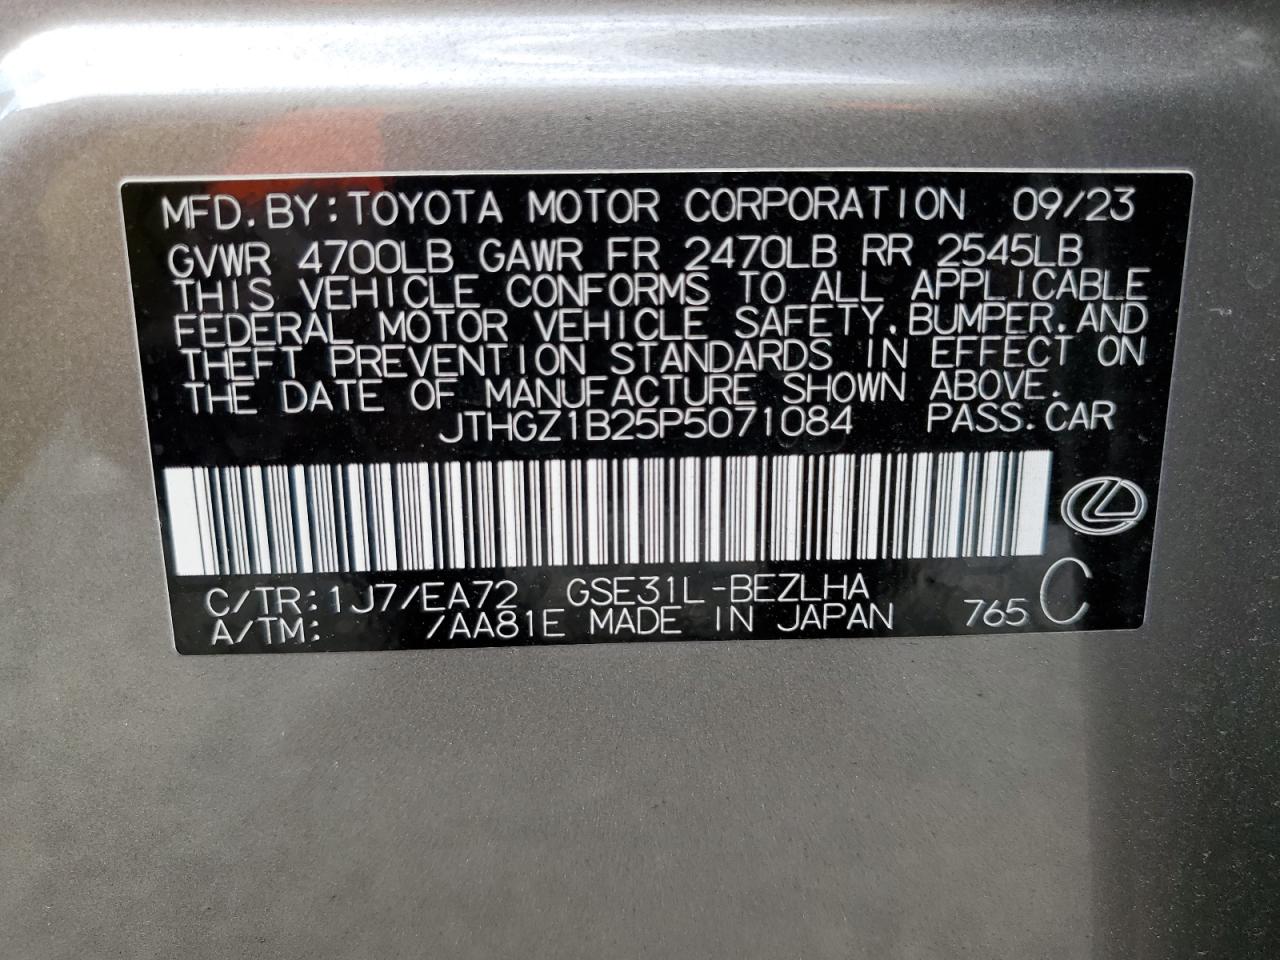 MFD.BY:TOYOTA MOTOR CORPORATION 09/23
GVWR 4700LB GAWR FR 2470LB RR 2545LB
THIS VEHICLE CONFORMS TO ALL APPLICABLE
FEDERAL MOTOR VEHICLE SAFETY,BUMPER,AND
THEFT PREVENTION STANDARDS IN EFFECT ON
THE DATE OF MANUFACTURE SHOWN ABOVE.
JTHGZ1B25P5071084 PASS.CAR
C/TR:1J7/EA72 GSE31L-BEZLHA
A/TM: /AA81E MADE IN JAPAN 765 C